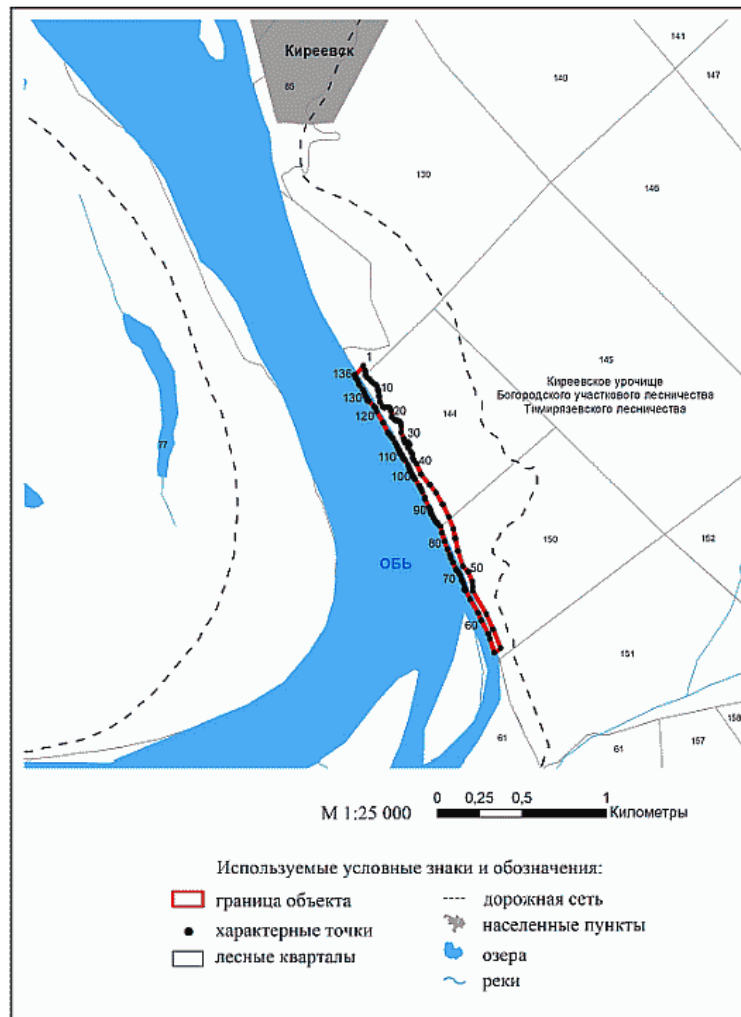 141
Киреевск
140
147
85
130
146
145
1
Киреевское урочище
Богородского участкового лесничества
Тимирязевского лесничества
136
10
130
144
20
120
30
110
40
77
100
90
80
150
152
ОБЬ
50
70
60
151
61
61
157
158
М 1:25 000
0 0,25 0,5 1
Километры
Используемые условные знаки и обозначения:
граница объекта
дорожная сеть
характерные точки
населенные пункты
лесные кварталы
озера
реки